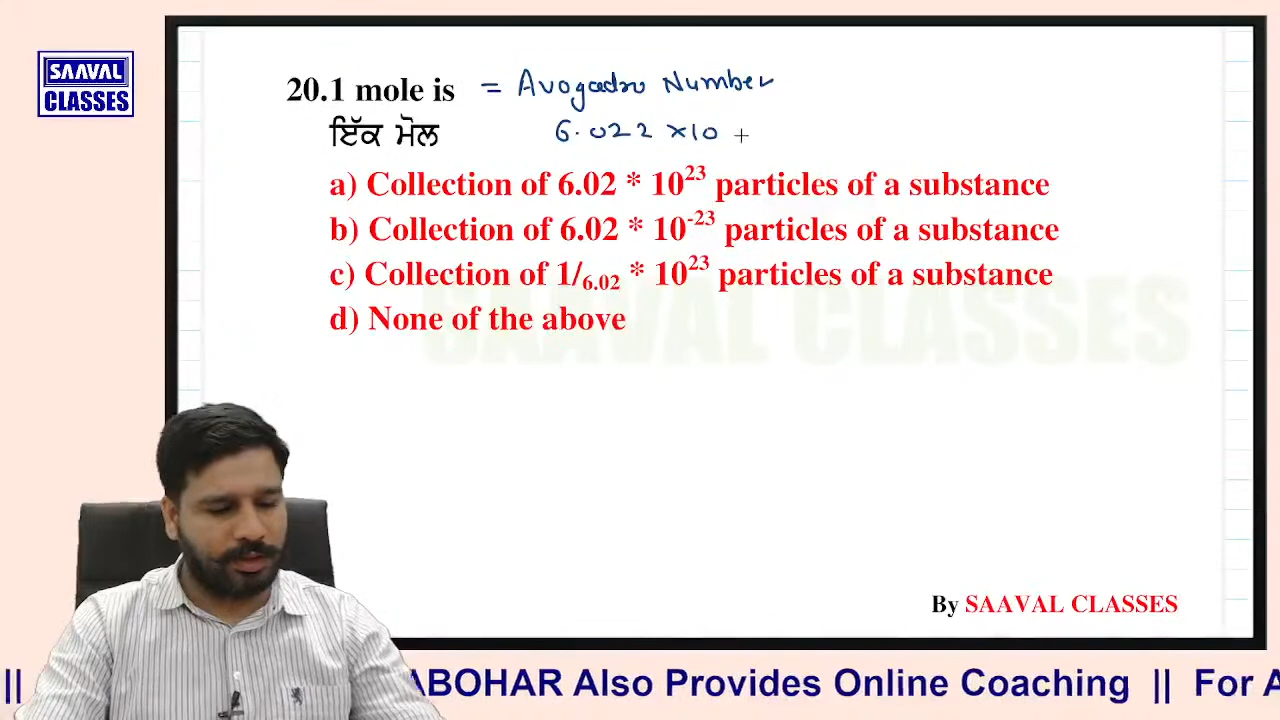 SAAVAL
CLASSES
20.1 mole is = Avogadro Number
ਇੱਕ ਮੋਲ 6.022 ×10 +
a) Collection of 6.02 * 10²³ particles of a substance
b) Collection of 6.02 * 10⁻²³ particles of a substance
c) Collection of 1/₆.₀₂ * 10²³ particles of a substance
d) None of the above
SAAVAL CLASSES
By SAAVAL CLASSES
|| ABOHAR Also Provides Online Coaching || For A